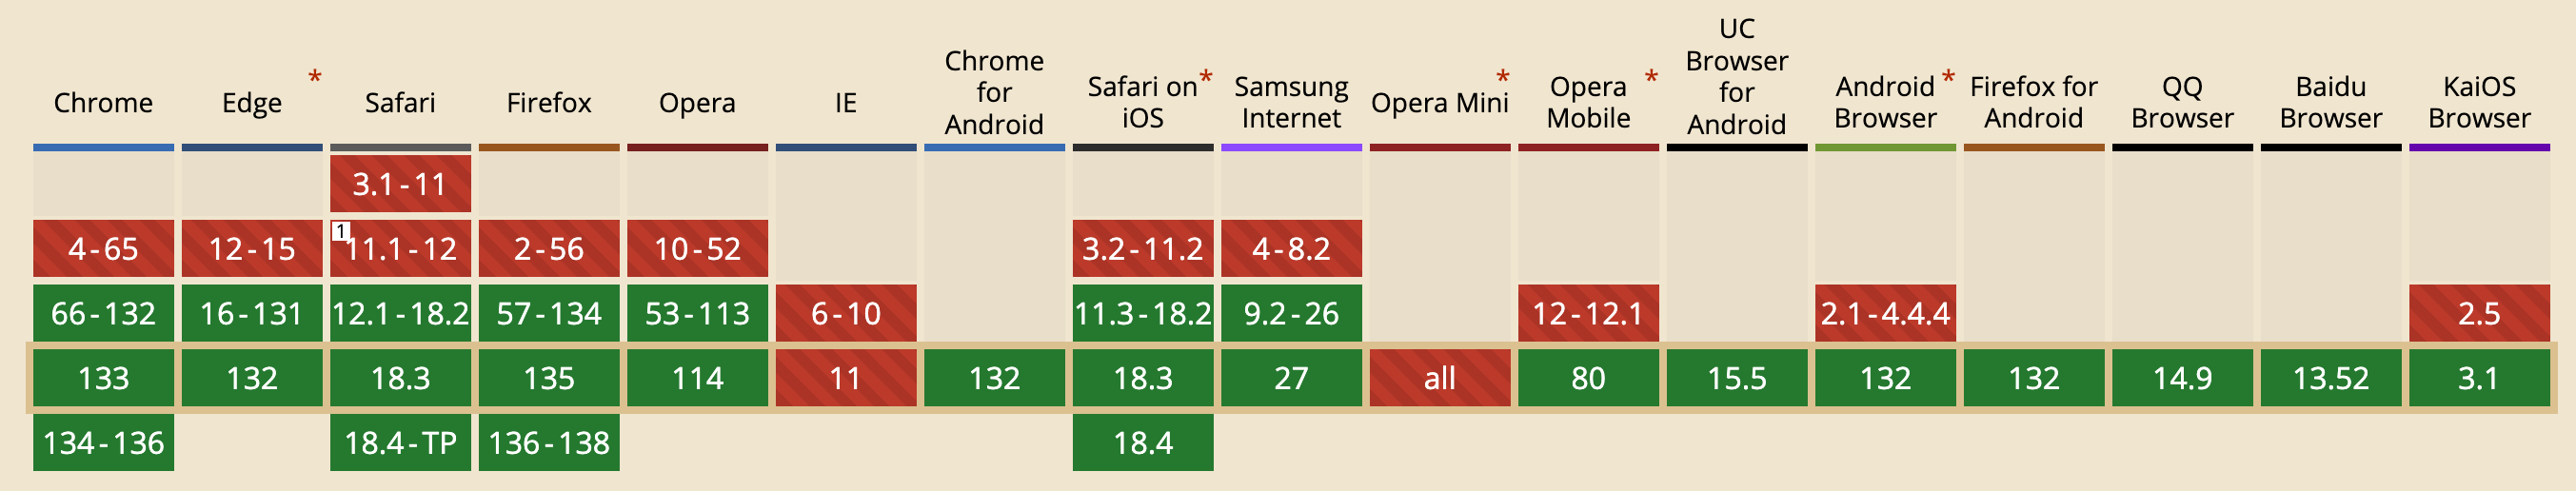 Chrome
*
Edge
Safari
Firefox
Opera
IE
Chrome
for
Android
Safari on*
iOS
Samsung
Internet
*
Opera Mini
Opera *
Mobile
UC
Browser
for
Android
Android *
Browser
Firefox for
Android
QQ
Browser
Baidu
Browser
KaiOS
Browser
3.1-11
4-65
12-15
1
11.1-12
2-56
10-52
3.2-11.2
4-8.2
66-132
16-131
12.1-18.2
57-134
53-113
6-10
11.3-18.2
9.2-26
12-12.1
2.1-4.4.4
2.5
133
132
18.3
135
114
11
132
18.3
27
all
80
15.5
132
132
14.9
13.52
3.1
134-136
18.4-TP
136-138
18.4